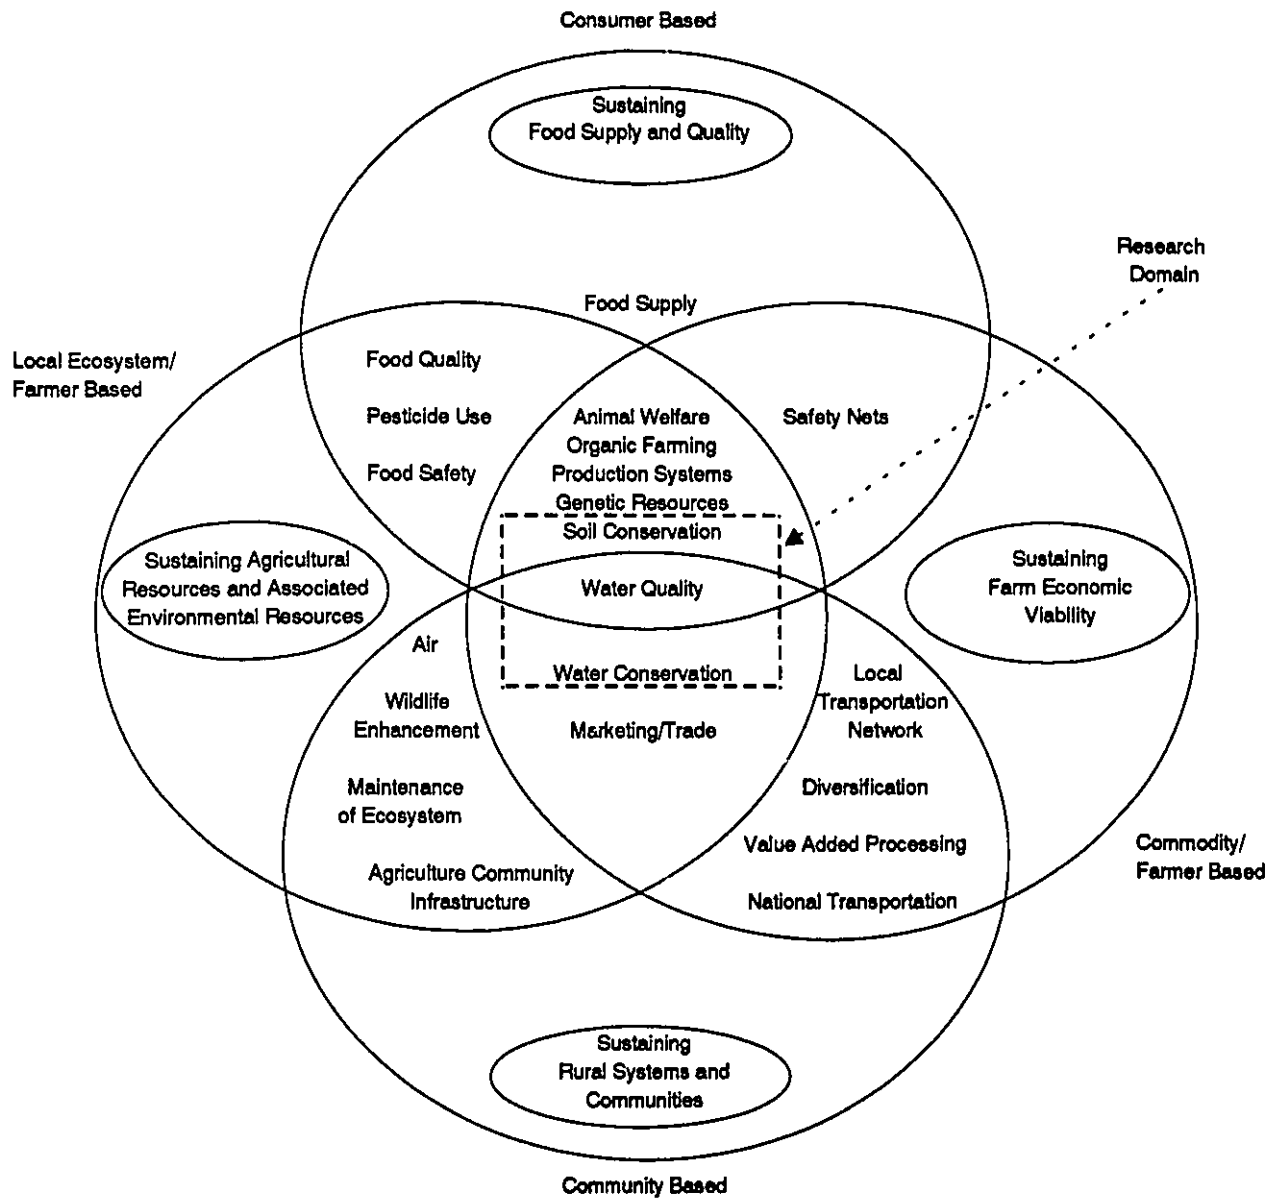 Consumer Based
Sustaining
Food Supply and Quality
Research
Domain
Food Supply
Local Ecosystem/
Farmer Based
Food Quality
Pesticide Use
Food Safety
Animal Welfare
Organic Farming
Production Systems
Genetic Resources
Soil Conservation
Safety Nets
Sustaining Agricultural
Resources and Associated
Environmental Resources
Water Quality
Sustaining
Farm Economic
Viability
Air
Wildlife
Enhancement
Maintenance
of Ecosystem
Agriculture Community
Infrastructure
Water Conservation
Marketing/Trade
Local
Transportation
Network
Diversification
Value Added Processing
National Transportation
Commodity/
Farmer Based
Sustaining
Rural Systems and
Communities
Community Based